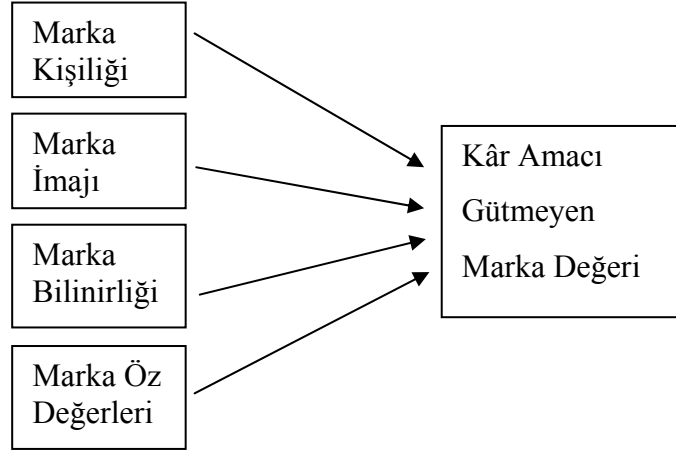 Marka
Kişiliği
Marka
İmajı
Marka
Bilinirliği
Marka Öz
Değerleri
Kâr Amacı
Gütmeyen
Marka Değeri